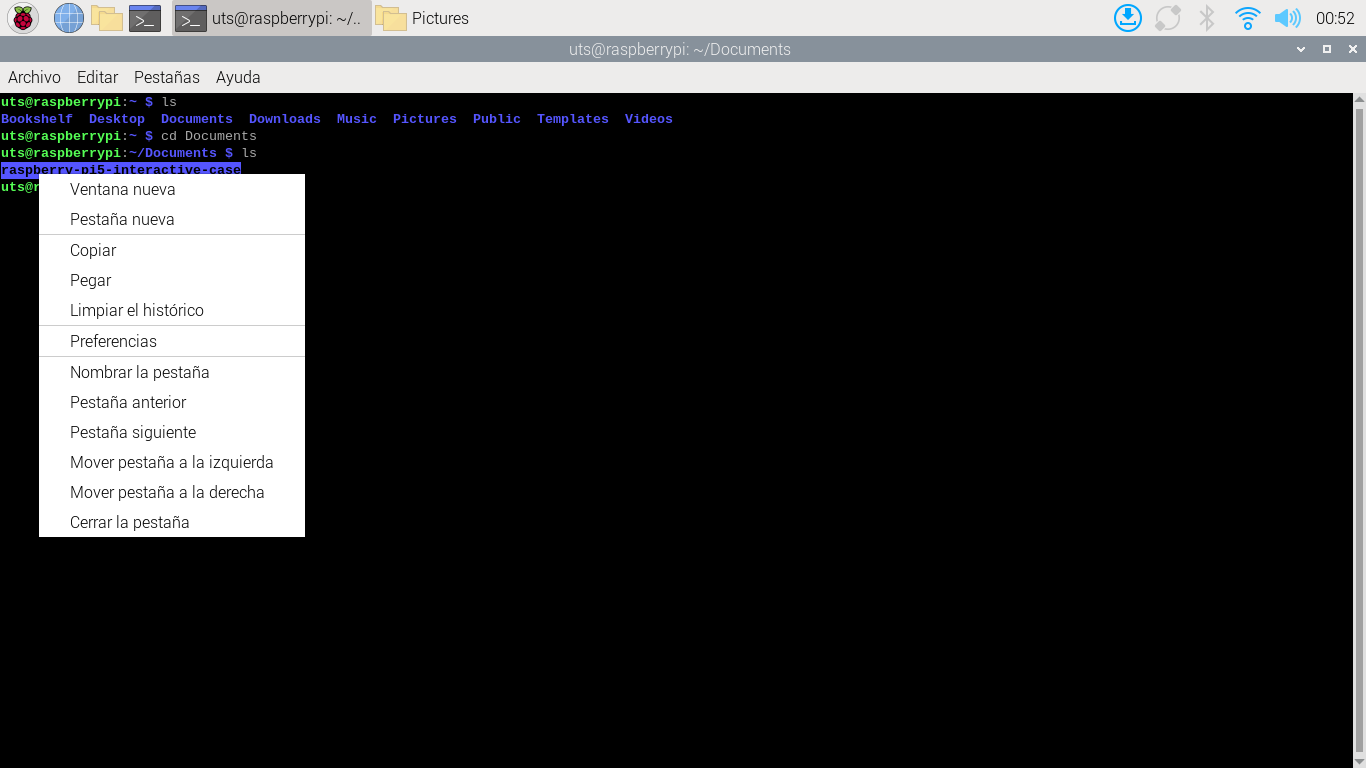 uts@raspberrypi: ~/.. Pictures 00:52
uts@raspberrypi: ~/Documents
Archivo Editar Pestañas Ayuda
uts@raspberrypi:~ $ ls
Bookshelf Desktop Documents Downloads Music Pictures Public Templates Videos
uts@raspberrypi:~ $ cd Documents
uts@raspberrypi:~/Documents $ ls
raspberry-pi5-interactive-case
uts@r
Ventana nueva
Pestaña nueva
Copiar
Pegar
Limpiar el histórico
Preferencias
Nombrar la pestaña
Pestaña anterior
Pestaña siguiente
Mover pestaña a la izquierda
Mover pestaña a la derecha
Cerrar la pestaña